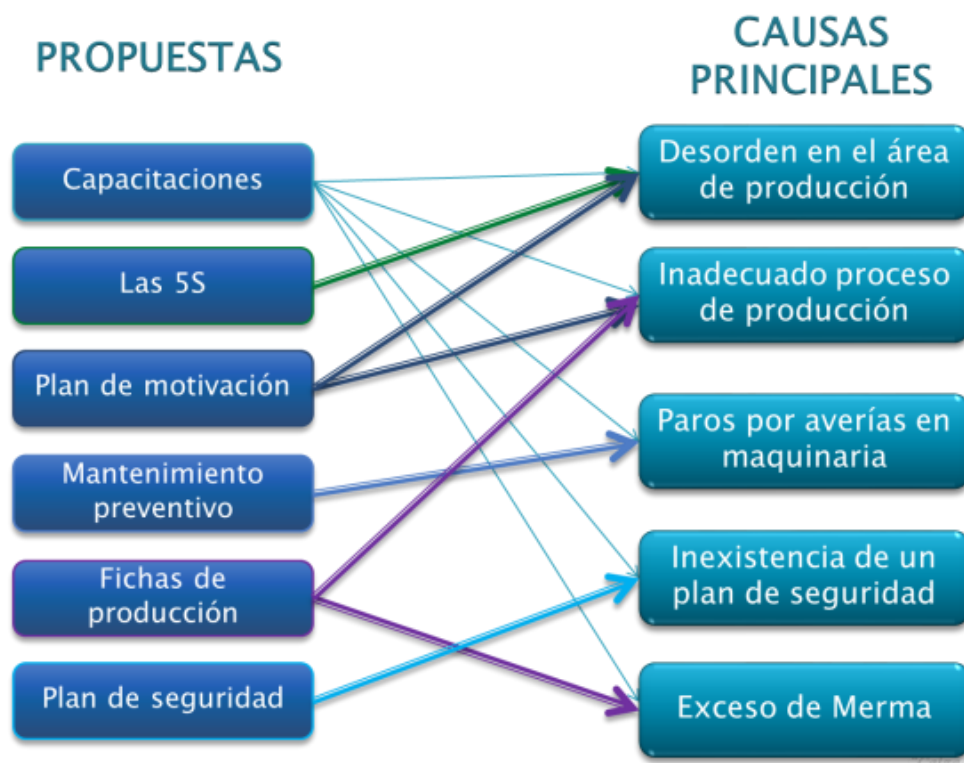 PROPUESTAS
Capacitaciones
Las 5S
Plan de motivación
Mantenimiento
preventivo
Fichas de
producción
Plan de seguridad
CAUSAS
PRINCIPALES
Desorden en el área
de producción
Inadecuado proceso
de producción
Paros por averías en
maquinaria
Inexistencia de un
plan de seguridad
Exceso de Merma